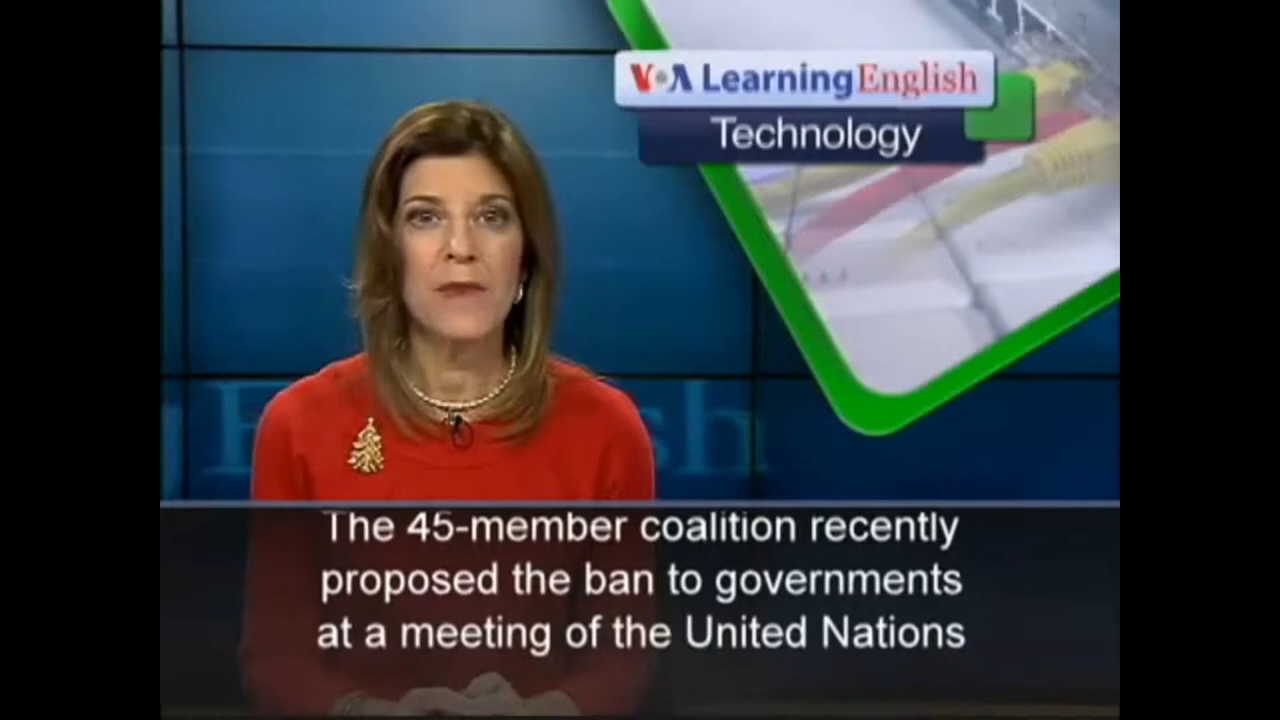 VOA LearningEnglish
Technology
The 45-member coalition recently
proposed the ban to governments
at a meeting of the United Nations